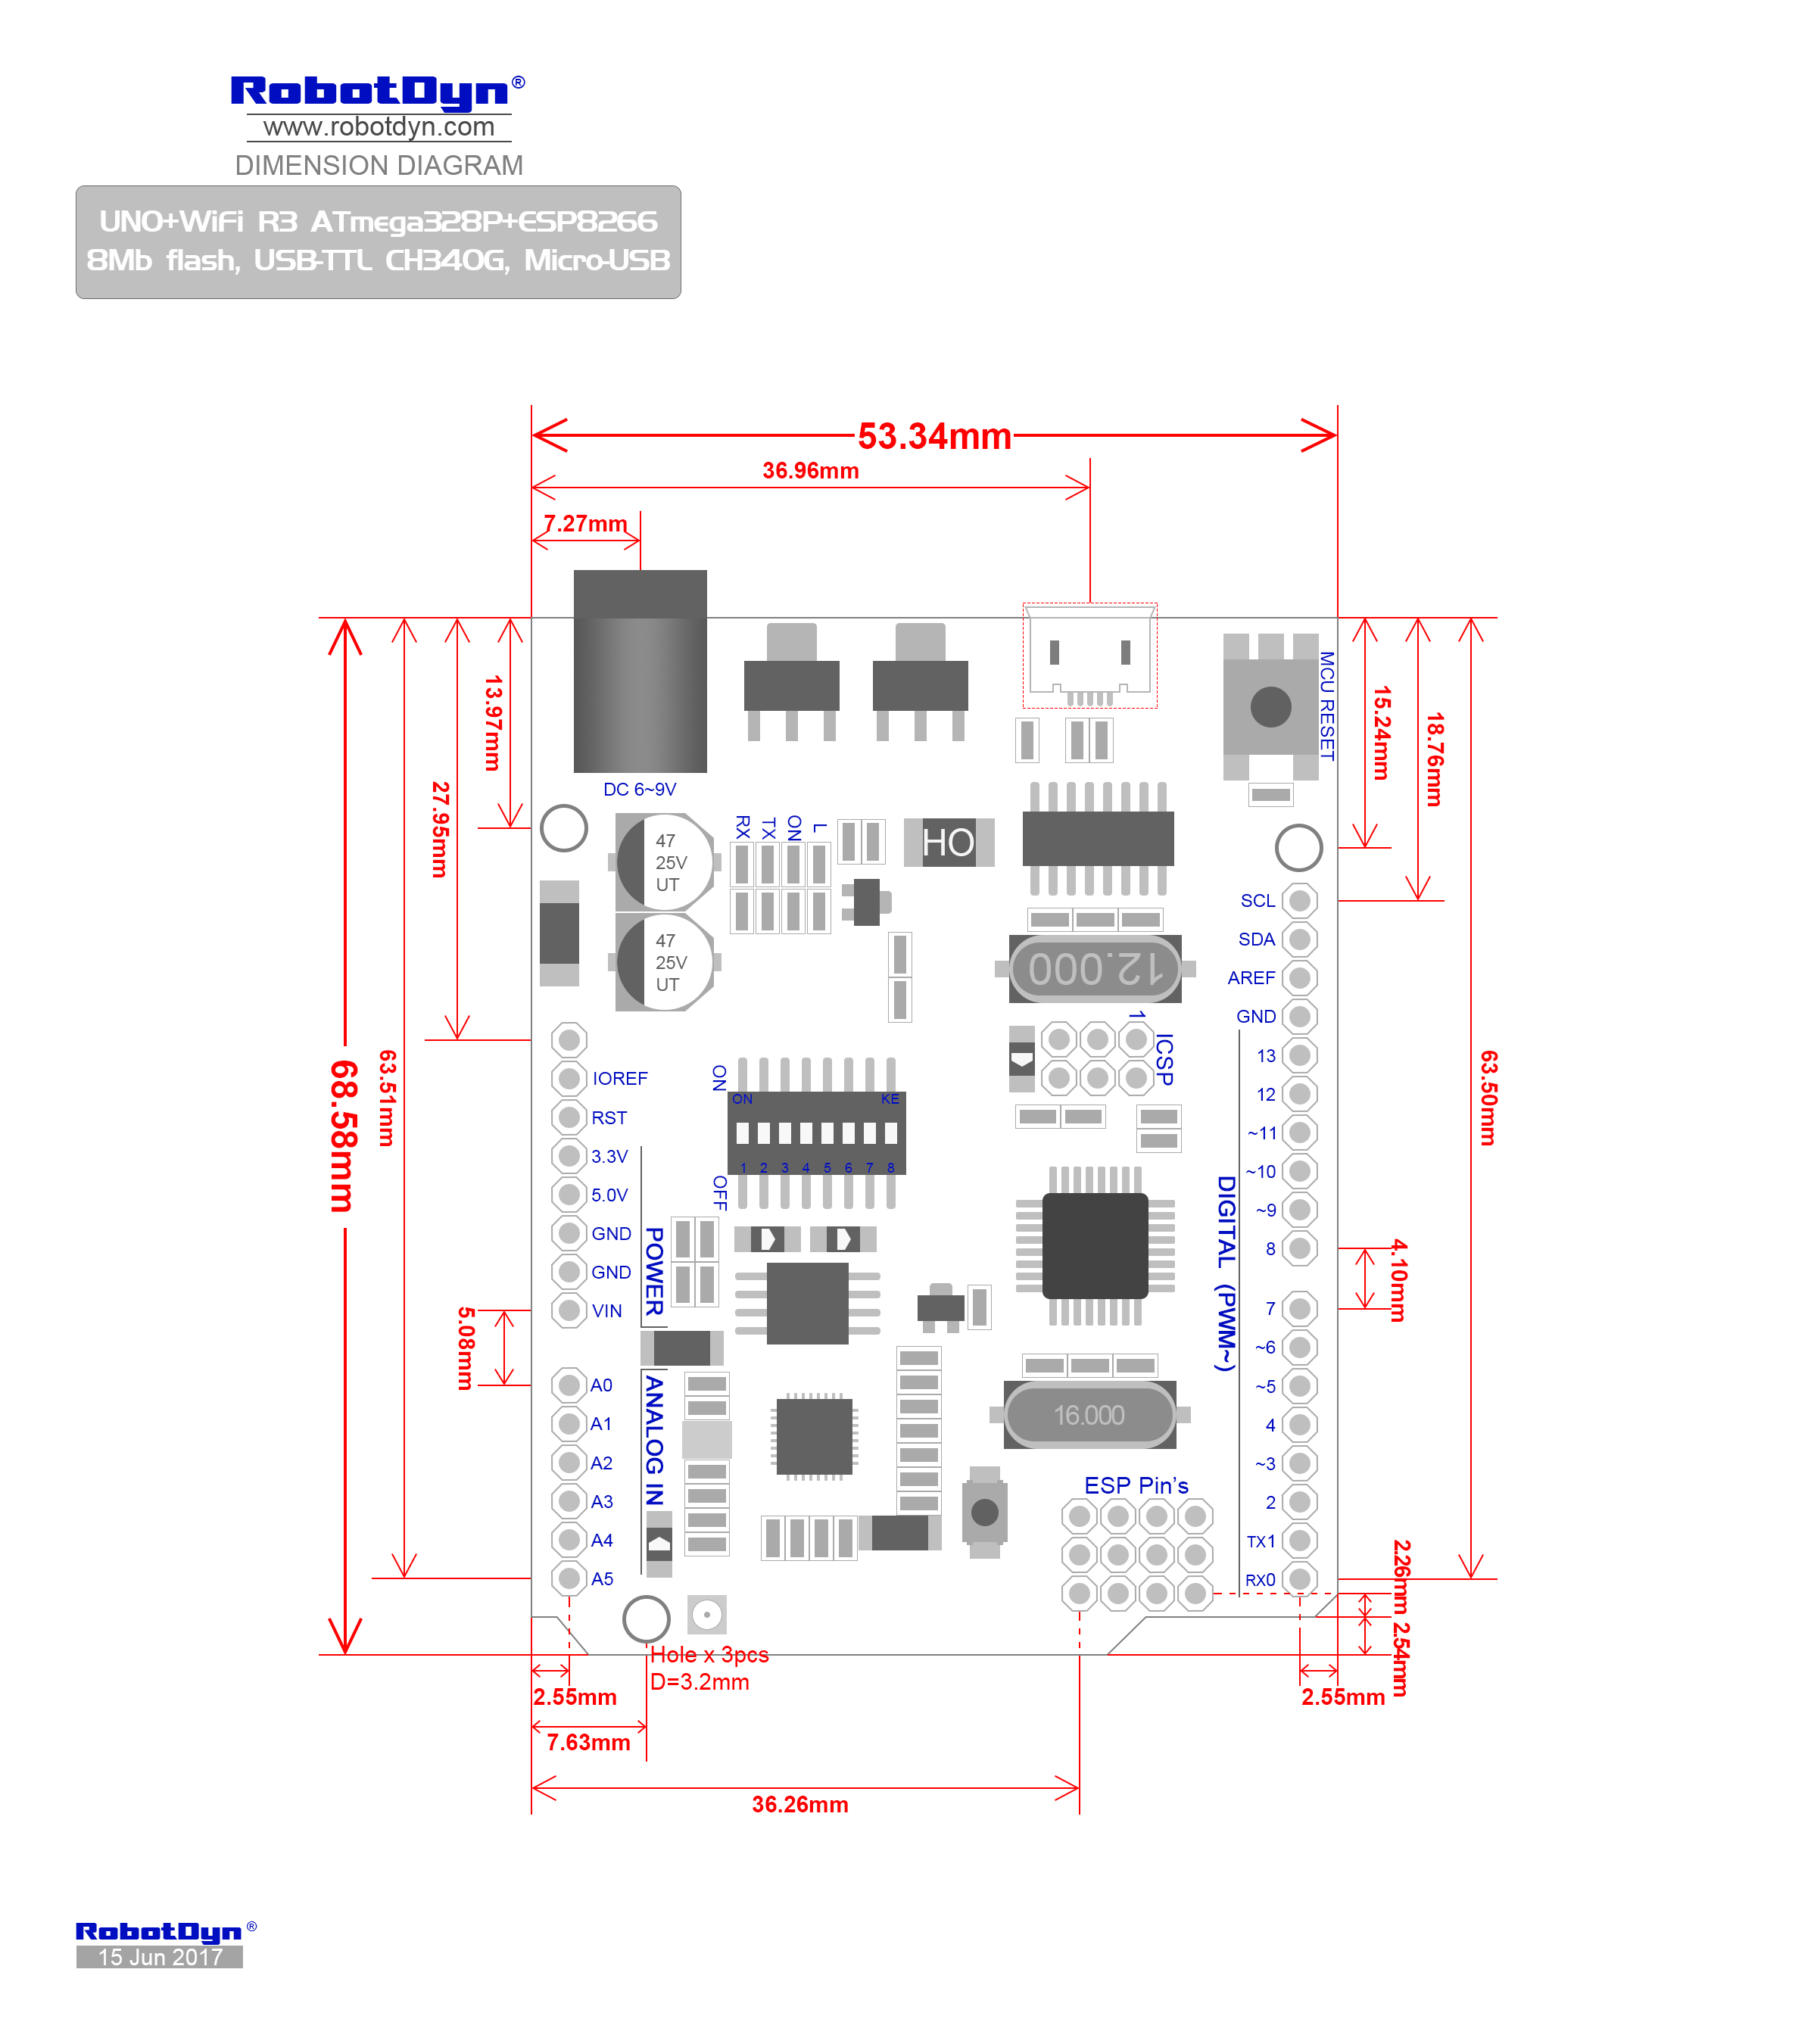 RobotDyn®
www.robotdyn.com
DIMENSION DIAGRAM
UNO+WiFi R3 ATmega328P+ESP8266
8Mb flash, USB-TTL CH340G, Micro-USB
53.34mm
36.96mm
7.27mm
13.97mm
27.95mm
63.51mm
68.58mm
5.08mm
15.24mm
18.76mm
63.50mm
4.10mm
2.26mm
2.54mm
MCU RESET
DC 6~9V
47
25V
UT
47
25V
UT
RX
TX
ON
L
OH
12.000
1
ICSP
SCL
SDA
AREF
GND
13
12
~11
~10
~9
8
7
~6
~5
4
~3
2
TX1
RX0
DIGITAL (PWM~)
IOREF
RST
3.3V
5.0V
GND
GND
VIN
POWER
A0
A1
A2
A3
A4
A5
ANALOG IN
ON
OFF
ON KE
1 2 3 4 5 6 7 8
16.000
ESP Pin's
Hole x 3pcs
D=3.2mm
2.55mm
2.55mm
7.63mm
36.26mm
RobotDyn®
15 Jun 2017